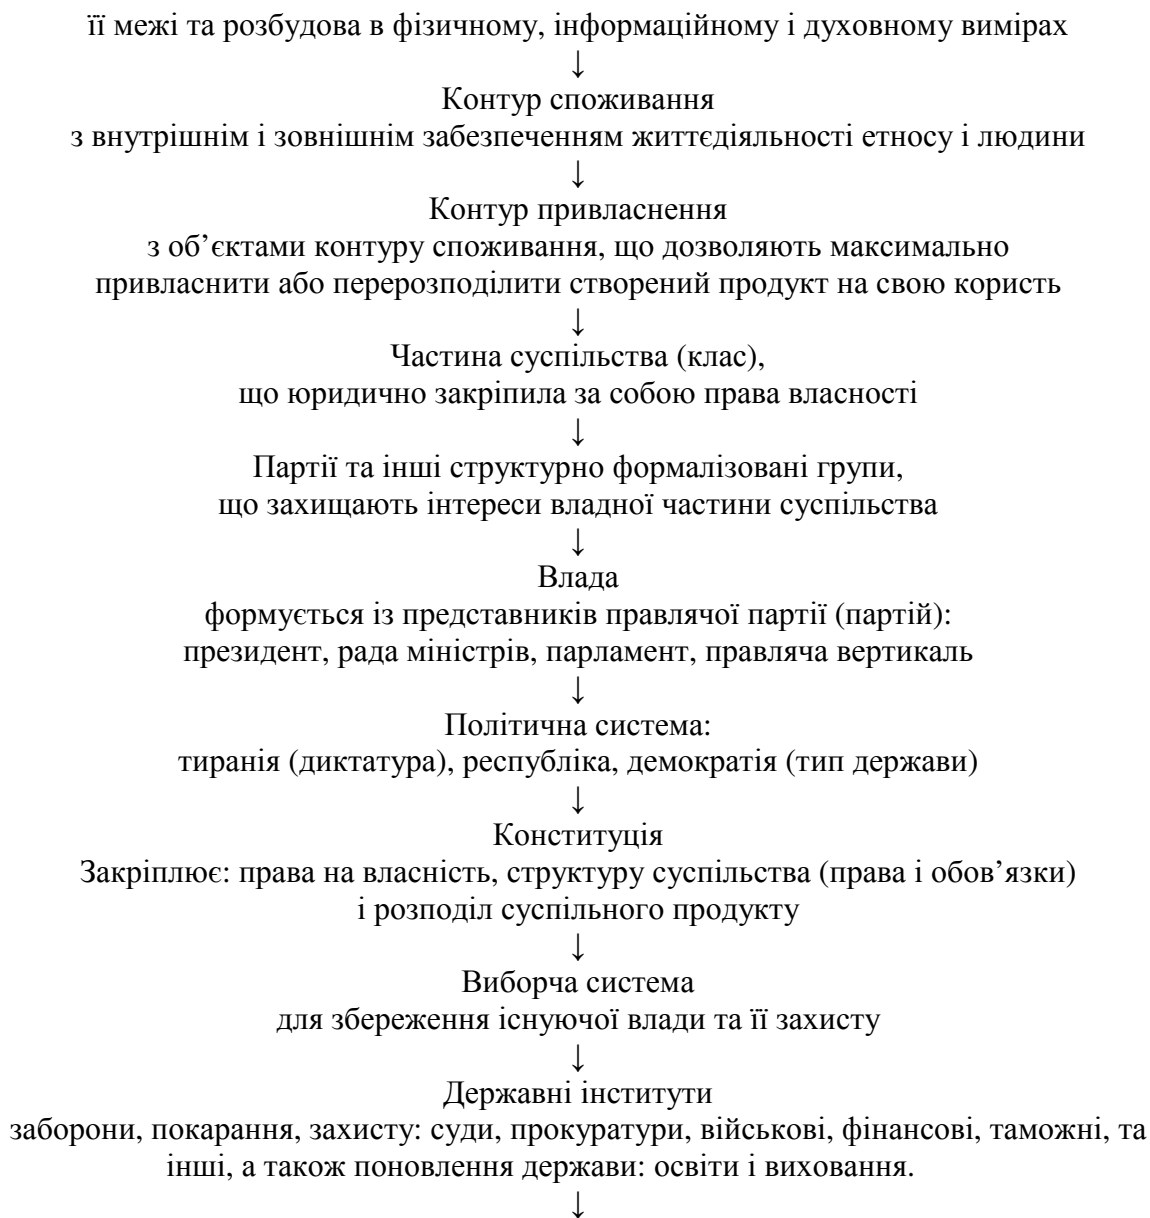 її межі та розбудова в фізичному, інформаційному і духовному вимірах
↓
Контур споживання
з внутрішнім і зовнішнім забезпеченням життєдіяльності етносу і людини
↓
Контур привласнення
з об’єктами контуру споживання, що дозволяють максимально
привласнити або перерозподілити створений продукт на свою користь
↓
Частина суспільства (клас),
що юридично закріпила за собою права власності
↓
Партії та інші структурно формалізовані групи,
що захищають інтереси владної частини суспільства
↓
Влада
формується із представників правлячої партії (партій):
президент, рада міністрів, парламент, правляча вертикаль
↓
Політична система:
тиранія (диктатура), республіка, демократія (тип держави)
↓
Конституція
Закріплює: права на власність, структуру суспільства (права і обов’язки)
і розподіл суспільного продукту
↓
Виборча система
для збереження існуючої влади та її захисту
↓
Державні інститути
заборони, покарання, захисту: суди, прокуратури, військові, фінансові, таможні, та
інші, а також поновлення держави: освіти і виховання.
↓